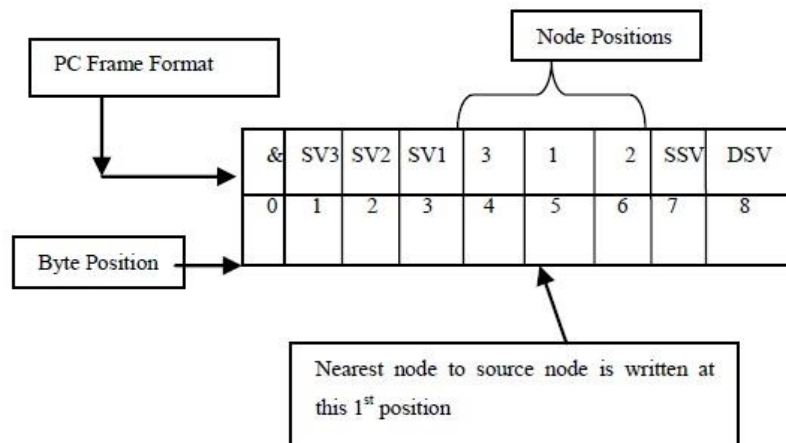 Node Positions
PC Frame Format
& SV3 SV2 SV1 3 1 2 SSV DSV
0 1 2 3 4 5 6 7 8
Byte Position
Nearest node to source node is written at
this 1st position